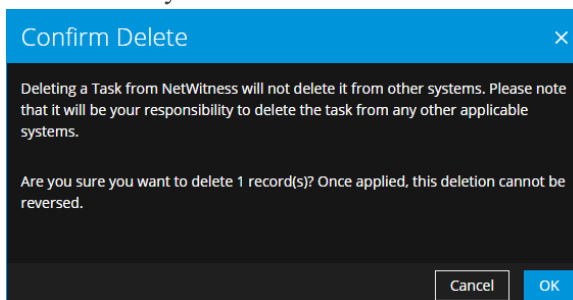 Confirm Delete
Deleting a Task from NetWitness will not delete it from other systems. Please note
that it will be your responsibility to delete the task from any other applicable
systems.
Are you sure you want to delete 1 record(s)? Once applied, this deletion cannot be
reversed.
Cancel OK